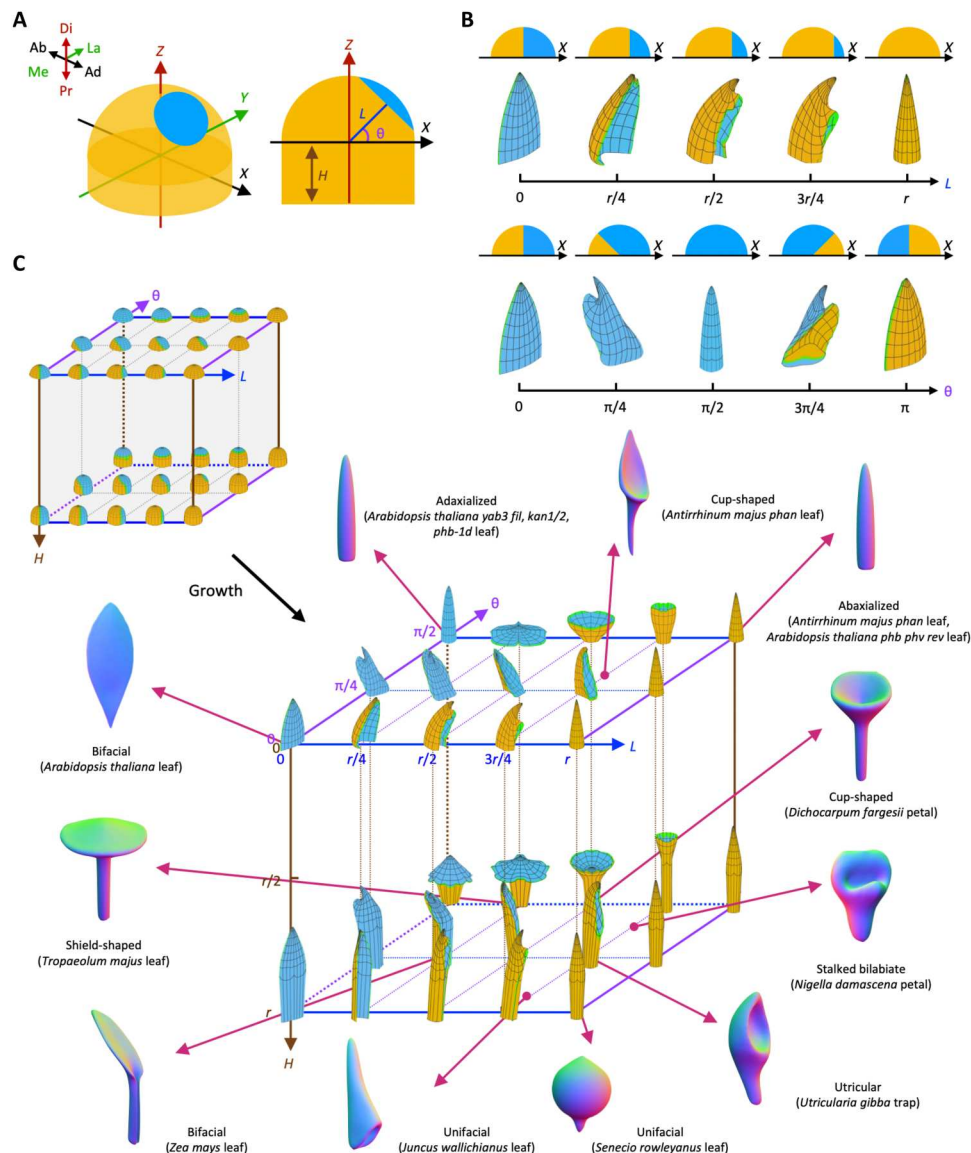 A
Di
Ab
La
Me
Ad
Pr
Z
Y
X
Z
L
θ
X
H
B
X
X
X
X
X
0
r/4
r/2
3r/4
r
L
X
X
X
X
X
0
π/4
π/2
3π/4
π
θ
C
θ
L
H
Growth
Adaxialized
(Arabidopsis thaliana yab3 fil, kan1/2,
phb-1d leaf)
Cup-shaped
(Antirrhinum majus phan leaf)
Abaxialized
(Antirrhinum majus phan leaf,
Arabidopsis thaliana phb phv rev leaf)
θ
π/2
π/4
0
0
0
r/4
r/2
3r/4
r
L
r/2
r
H
Bifacial
(Arabidopsis thaliana leaf)
Cup-shaped
(Dichocarpum fargesii petal)
Shield-shaped
(Tropaeolum majus leaf)
Stalked bilabiate
(Nigella damascena petal)
Bifacial
(Zea mays leaf)
Unifacial
(Juncus wallichianus leaf)
Unifacial
(Senecio rowleyanus leaf)
Utricular
(Utricularia gibba trap)